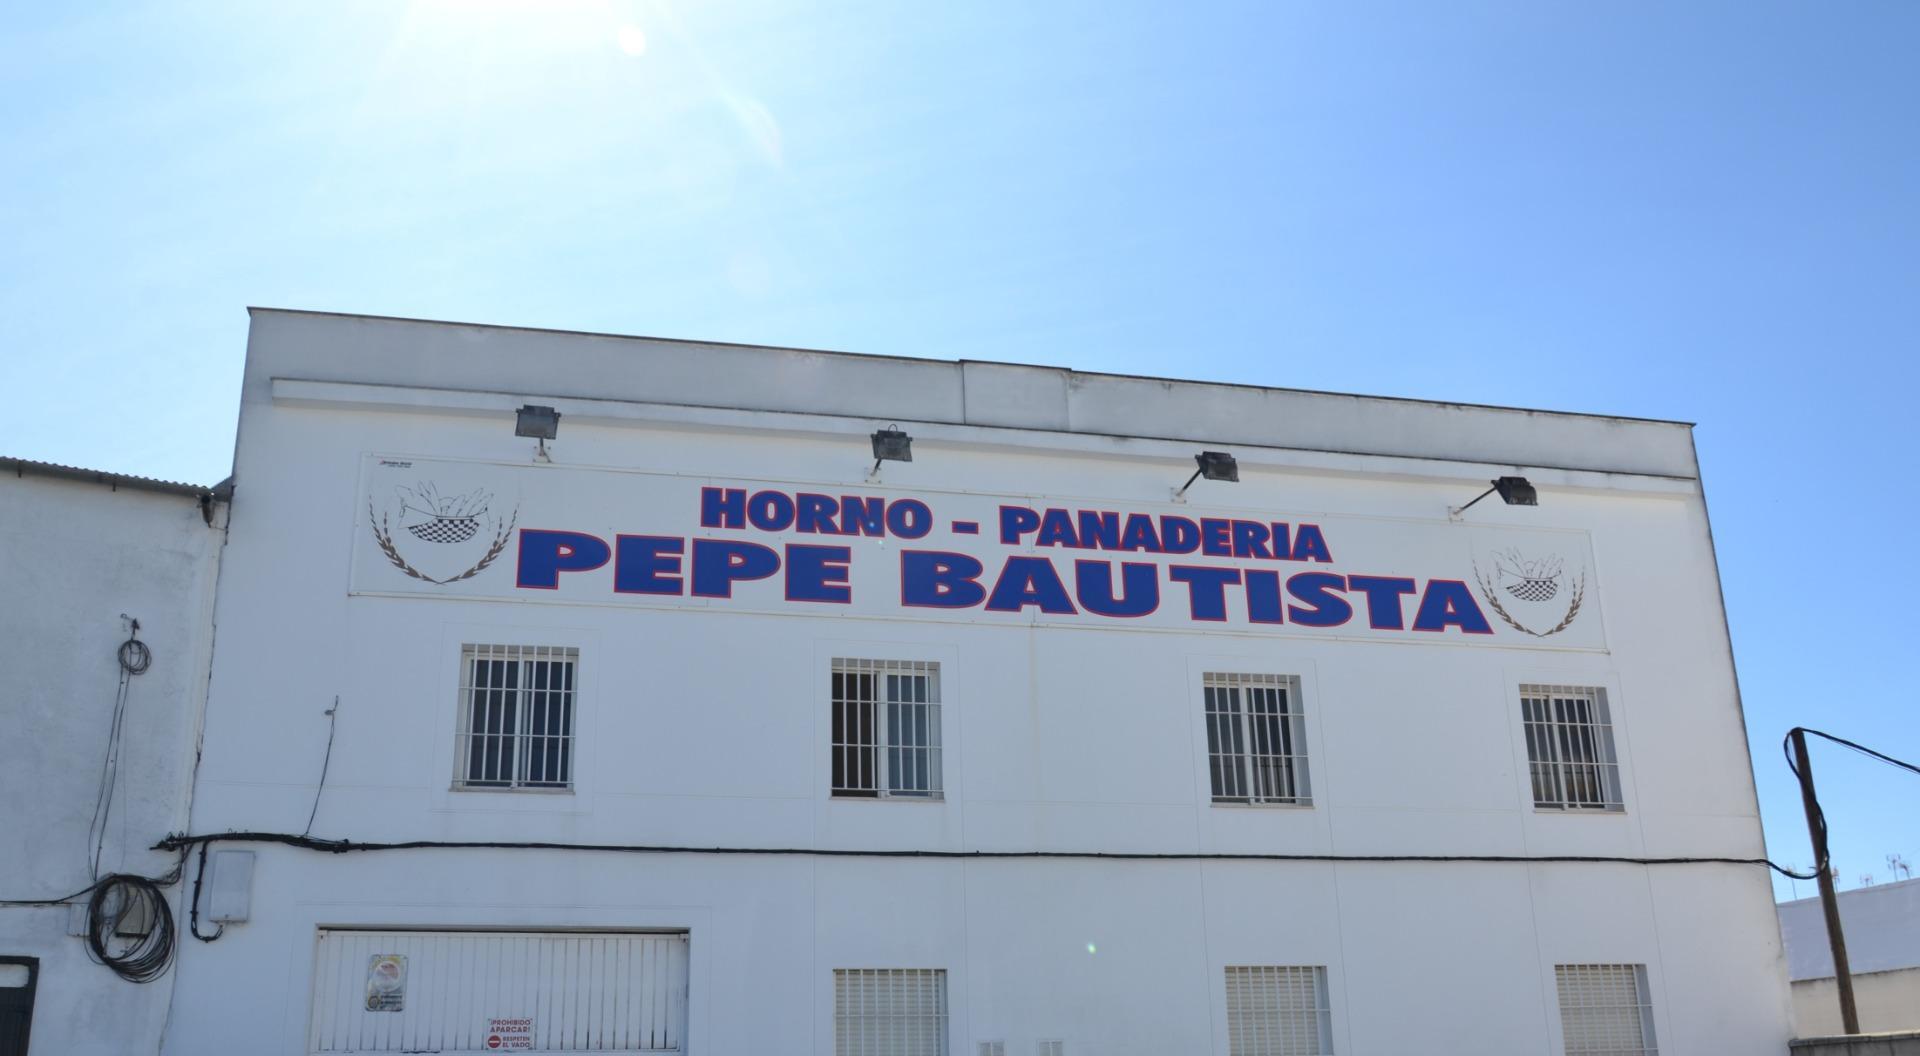 HORNO - PANADERIA
PEPE BAUTISTA
¡PROHIBIDO
APARCAR!
RESPETEN
EL VADO